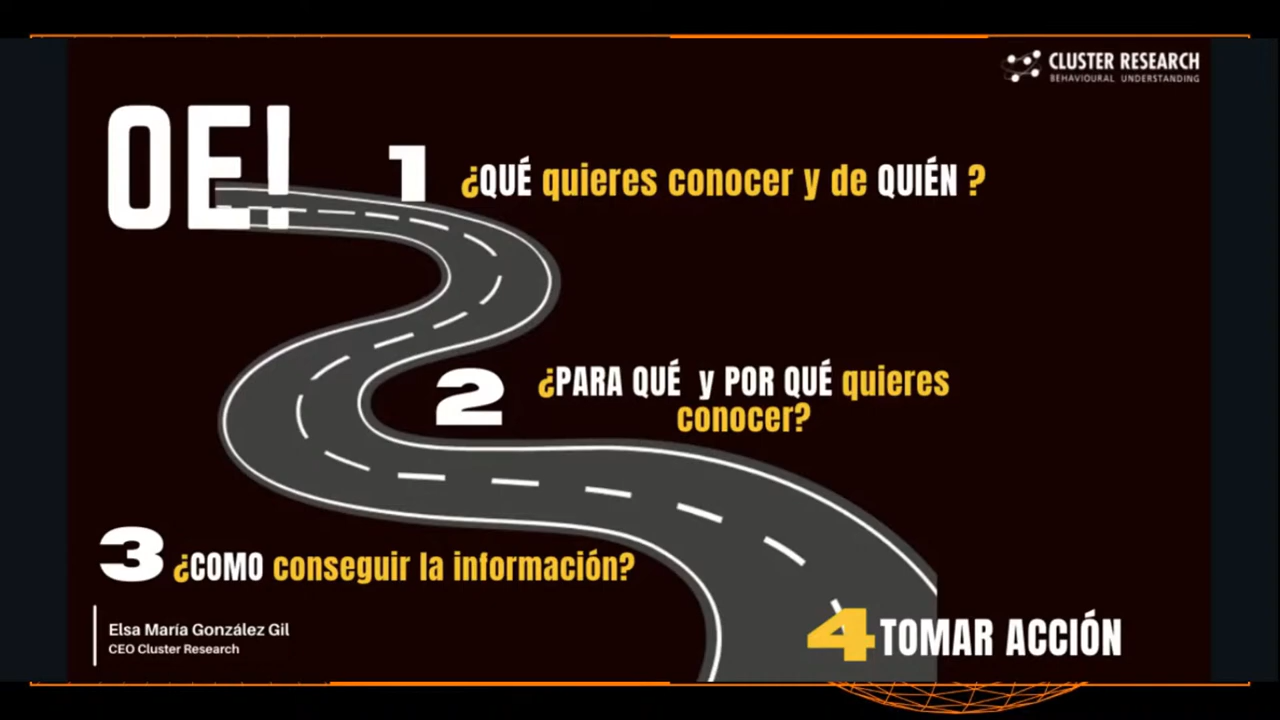 CLUSTER RESEARCH
BEHAVIOURAL UNDERSTANDING
OE!
1 ¿QUÉ quieres conocer y de QUIÉN ?
2 ¿PARA QUÉ y POR QUÉ quieres
conocer?
3 ¿COMO conseguir la información?
Elsa María González Gil
CEO Cluster Research
4 TOMAR ACCIÓN